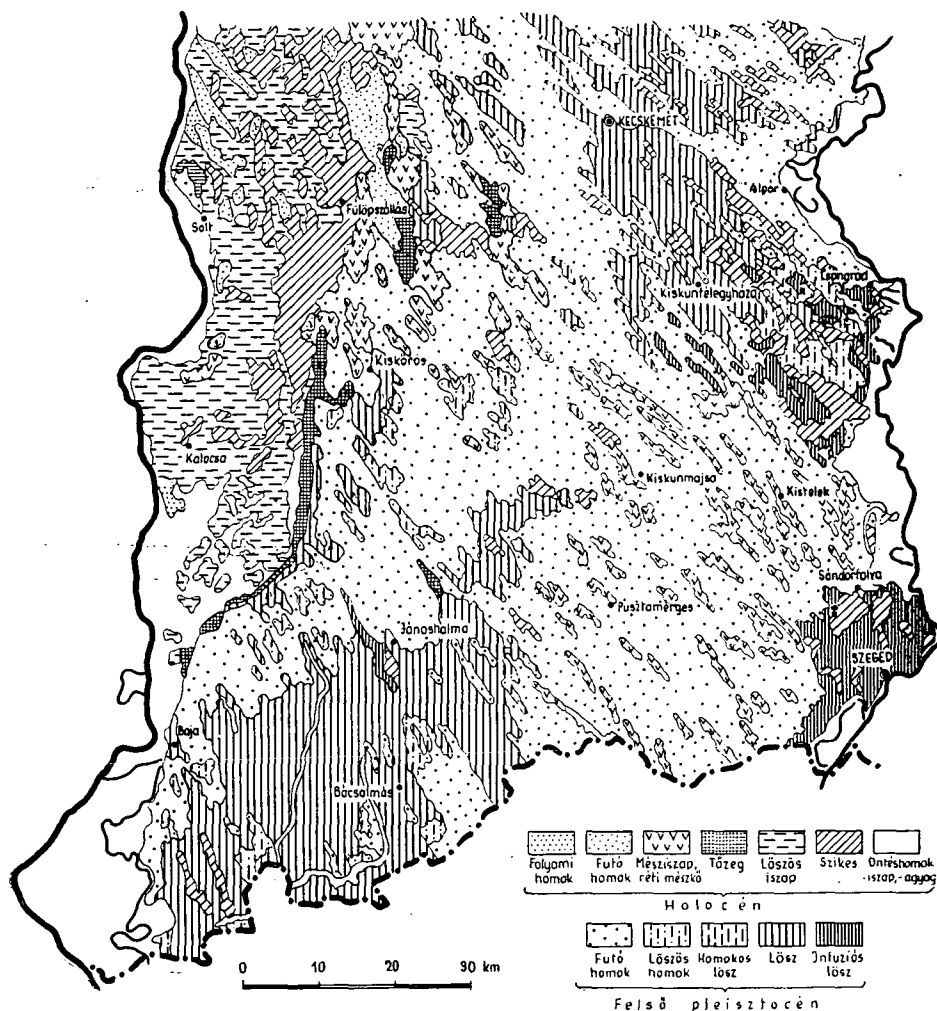 KECSKEMÉT
Alpár
Fülöpszállás
Solt
Csongrád
Kiskunfélegyháza
Kiskőrös
Kalocsa
Kiskunmajsa
Kistelek
Sándorfalva
Pusztamérges
Jánoshalma
SZEGED
Baja
Bácsalmás
Folyami homok
Futó homok
Mésziszap, réti mészkő
Tőzeg
Löszös iszap
Szikes
Öntéshomok -iszap,-agyag
Holocén
Futó homok
Löszös homok
Homokos lösz
Lösz
Infúziós lösz
Felső pleisztocén
0 10 20 30 km